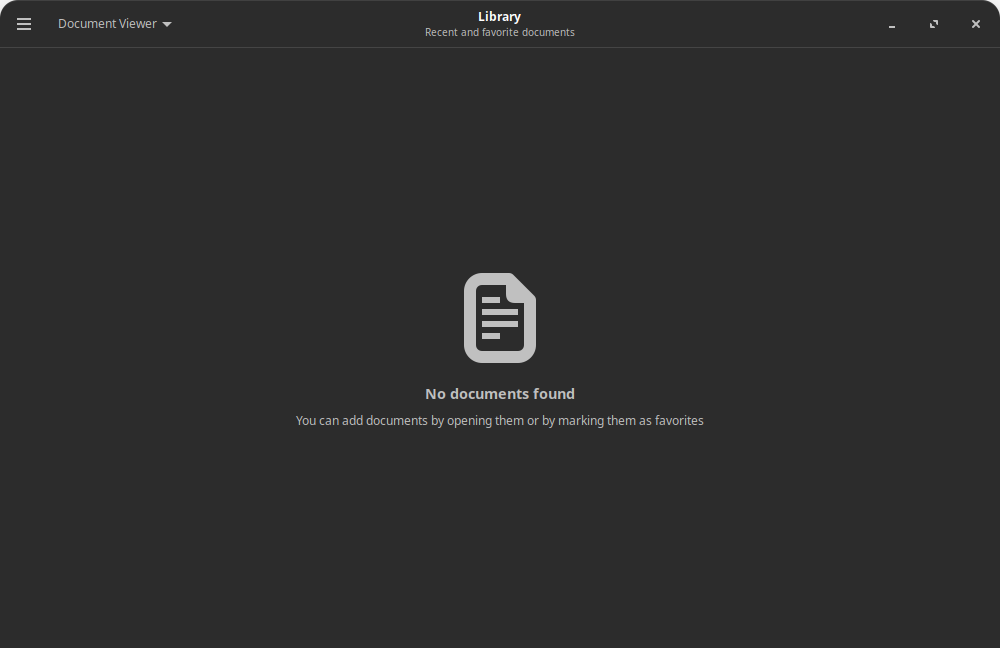 Document Viewer
Library
Recent and favorite documents
No documents found
You can add documents by opening them or by marking them as favorites